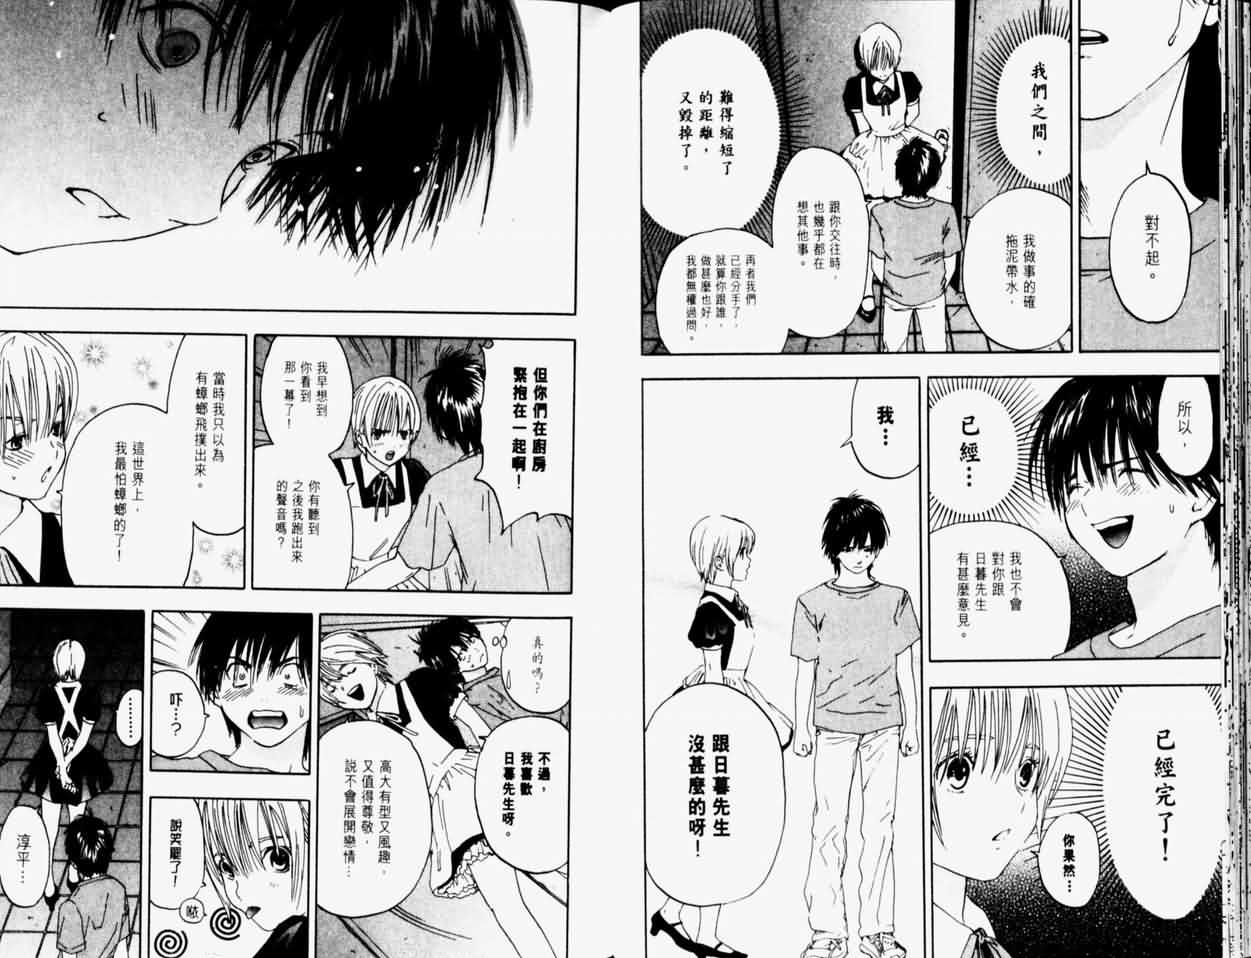 對不起。
我們之間，
難得縮短了
的距離，
又毀掉了。
我做事的確
拖泥帶水，
跟你交往時，
也幾乎都在
想其他事。
再者我們
已經分手了，
就算你跟誰，
做甚麼也好，
我都無權過問。
所以，
已經…
我也不會
對你跟
日暮先生
有甚麼意見。
我…
跟日暮先生
沒甚麼的呀！
已經完了！
你果然…
但你們在廚房
緊抱在一起啊！
我早想到
你看到
那一幕了！
你有聽到
之後我跑出來
的聲音嗎？
當時我只以為
有蟑螂飛撲出來。
這世界上，
我最怕蟑螂的了！
真的嗎？
不過，
我喜歡
日暮先生呀。
高大有型又風趣，
又值得尊敬，
說不會展開戀情…
吓…？
說笑罷了！
………
淳平…